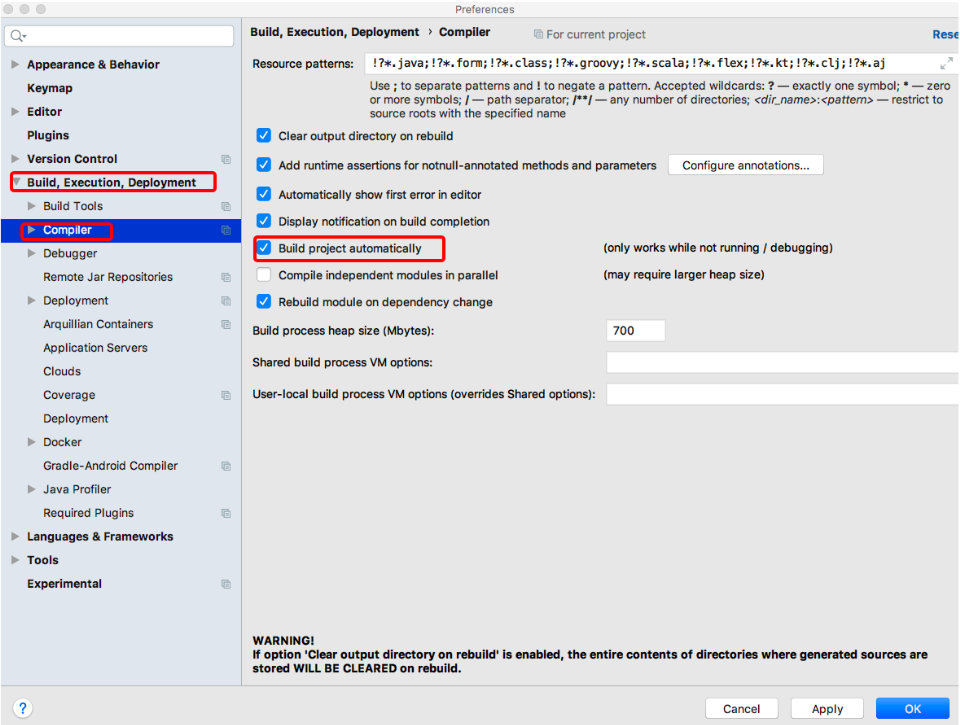 Preferences
Build, Execution, Deployment › Compiler
For current project
Rese
Appearance & Behavior
Keymap
Editor
Plugins
Version Control
Build, Execution, Deployment
Build Tools
Compiler
Debugger
Remote Jar Repositories
Deployment
Arquillian Containers
Application Servers
Clouds
Coverage
Deployment
Docker
Gradle-Android Compiler
Java Profiler
Required Plugins
Languages & Frameworks
Tools
Experimental
Resource patterns: !?*.java;!?*.form;!?*.class;!?*.groovy;!?*.scala;!?*.flex;!?*.kt;!?*.clj;!?*.aj
Use ; to separate patterns and ! to negate a pattern. Accepted wildcards: ? — exactly one symbol; * — zero
or more symbols; / — path separator; /**/ — any number of directories; <dir_name>:<pattern> — restrict to
source roots with the specified name
Clear output directory on rebuild
Add runtime assertions for notnull-annotated methods and parameters Configure annotations...
Automatically show first error in editor
Display notification on build completion
Build project automatically (only works while not running / debugging)
Compile independent modules in parallel (may require larger heap size)
Rebuild module on dependency change
Build process heap size (Mbytes): 700
Shared build process VM options:
User-local build process VM options (overrides Shared options):
WARNING!
If option 'Clear output directory on rebuild' is enabled, the entire contents of directories where generated sources are
stored WILL BE CLEARED on rebuild.
? Cancel Apply OK